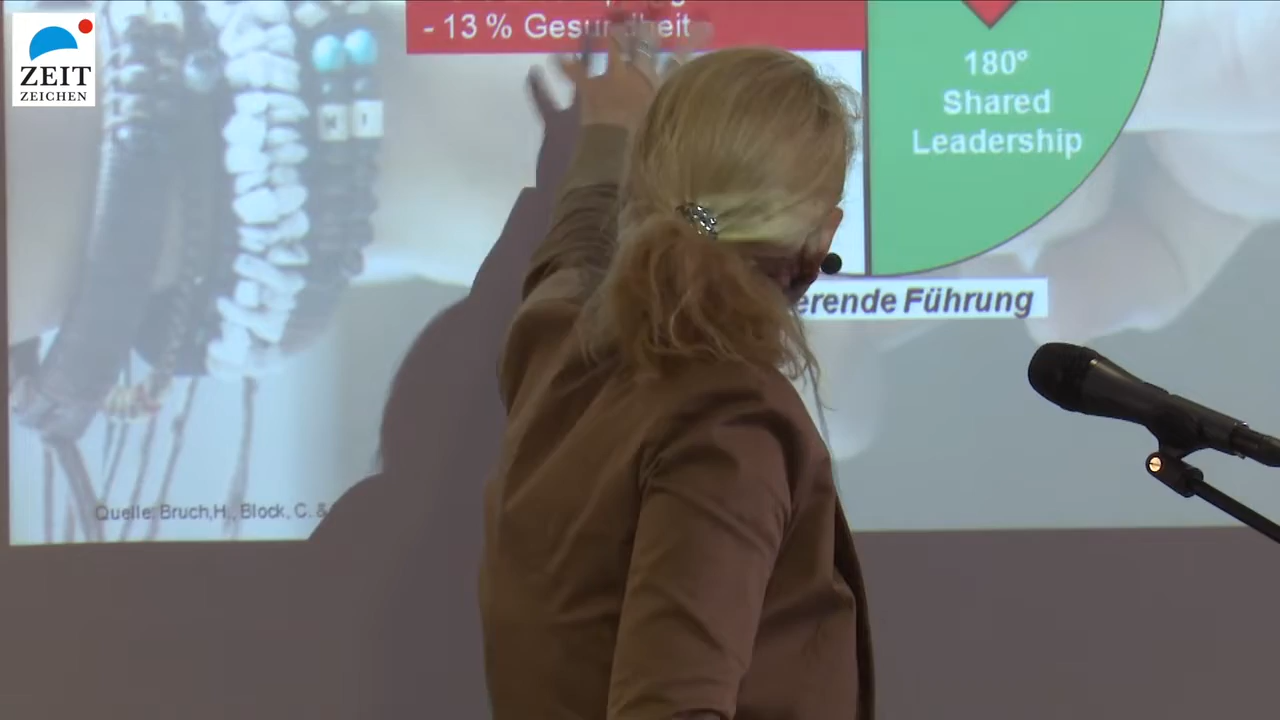 ZEIT
ZEICHEN
- 13 % Gesundheit
180°
Shared
Leadership
erende Führung
Quelle: Bruch,H., Block, C. &